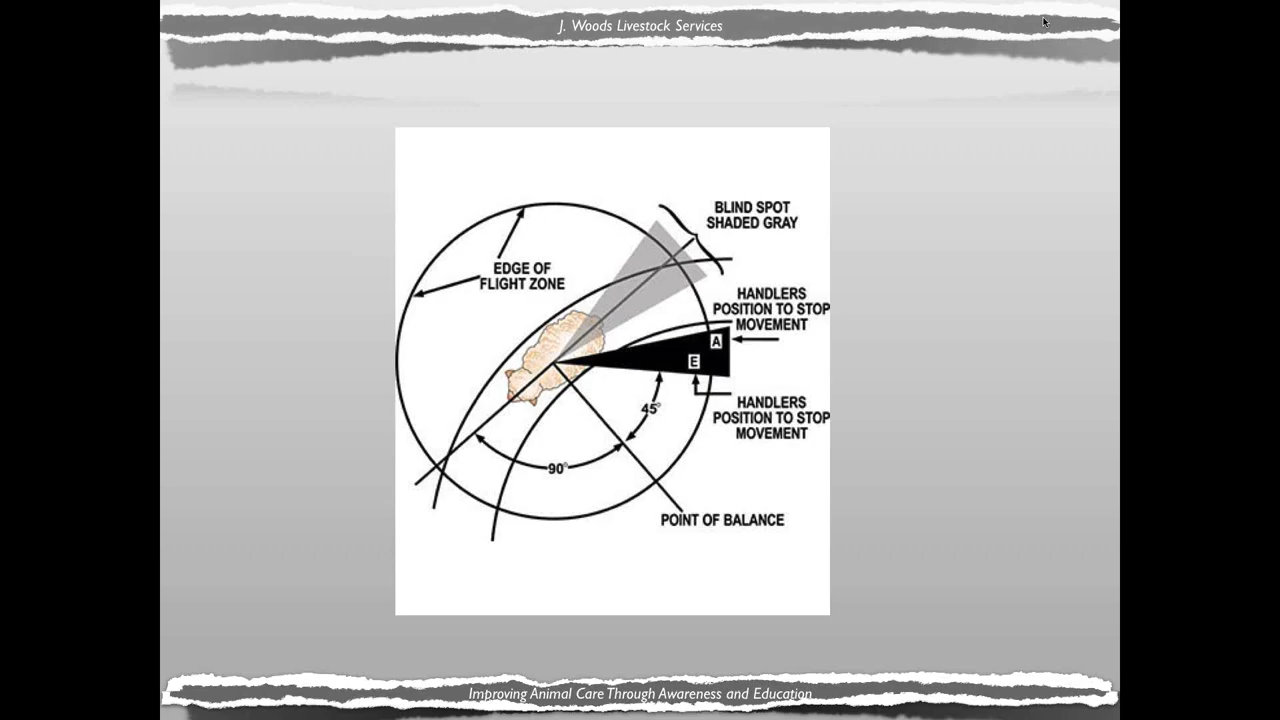 J. Woods Livestock Services
BLIND SPOT
SHADED GRAY
EDGE OF
FLIGHT ZONE
HANDLERS
POSITION TO STOP
MOVEMENT
A
E
HANDLERS
POSITION TO STOP
MOVEMENT
45°
90°
POINT OF BALANCE
Improving Animal Care Through Awareness and Education